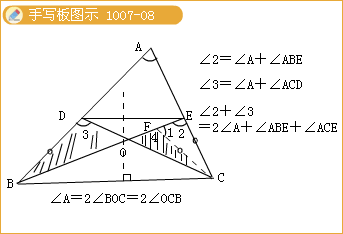 手写板图示 1007-08
A
∠2=∠A+∠ABE
∠3=∠A+∠ACD
∠2+∠3
=2∠A+∠ABE+∠ACE
D
F
E
3
4
1
2
O
B
C
∠A=2∠BOC=2∠OCB